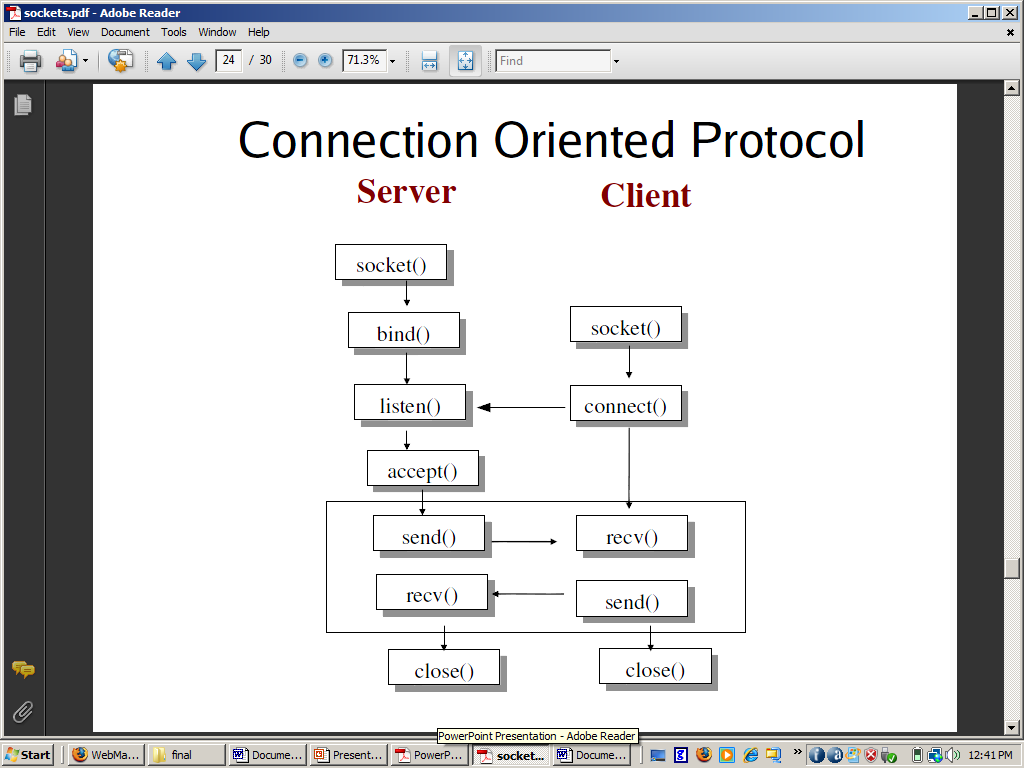 sockets.pdf - Adobe Reader
File Edit View Document Tools Window Help
24 / 30 71.3% Find
Connection Oriented Protocol
Server Client
socket()
bind() socket()
listen() connect()
accept()
send() recv()
recv() send()
close() close()
PowerPoint Presentation - Adobe Reader
Start WebMa... final Docume... Present... PowerP... socket... Docume... 12:41 PM